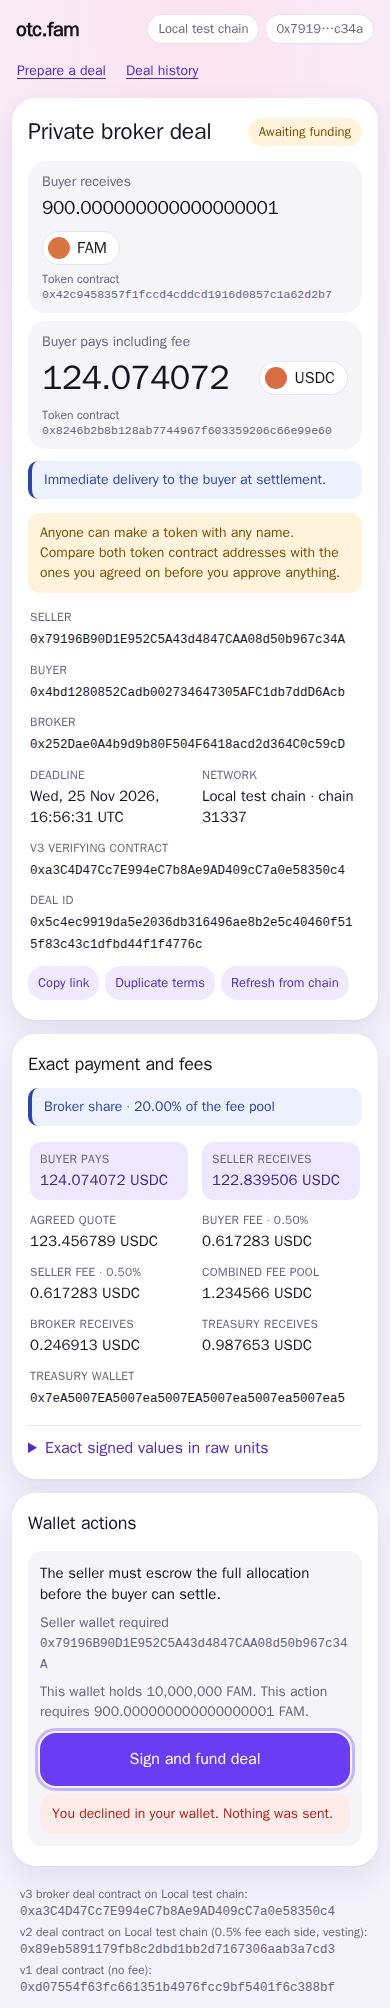 otc.fam
Local test chain
0x7919···c34a
Prepare a deal
Deal history
Private broker deal
Awaiting funding
Buyer receives
900.000000000000000001
FAM
Token contract
0x42c9458357f1fccd4cddcd1916d0857c1a62d2b7
Buyer pays including fee
124.074072
USDC
Token contract
0x8246b2b8b128ab7744967f603359206c66e99e60
Immediate delivery to the buyer at settlement.
Anyone can make a token with any name.
Compare both token contract addresses with the
ones you agreed on before you approve anything.
SELLER
0x79196B90D1E952C5A43d4847CAA08d50b967c34A
BUYER
0x4bd1280852Cadb002734647305AFC1db7ddD6Acb
BROKER
0x252Dae0A4b9d9b80F504F6418acd2d364C0c59cD
DEADLINE
Wed, 25 Nov 2026,
16:56:31 UTC
NETWORK
Local test chain · chain
31337
V3 VERIFYING CONTRACT
0xa3C4D47Cc7E994eC7b8Ae9AD409cC7a0e58350c4
DEAL ID
0x5c4ec9919da5e2036db316496ae8b2e5c40460f51
5f83c43c1dfbd44f1f4776c
Copy link
Duplicate terms
Refresh from chain
Exact payment and fees
Broker share · 20.00% of the fee pool
BUYER PAYS
124.074072 USDC
SELLER RECEIVES
122.839506 USDC
AGREED QUOTE
123.456789 USDC
BUYER FEE · 0.50%
0.617283 USDC
SELLER FEE · 0.50%
0.617283 USDC
COMBINED FEE POOL
1.234566 USDC
BROKER RECEIVES
0.246913 USDC
TREASURY RECEIVES
0.987653 USDC
TREASURY WALLET
0x7eA5007EA5007ea5007EA5007ea5007ea5007ea5
Exact signed values in raw units
Wallet actions
The seller must escrow the full allocation
before the buyer can settle.
Seller wallet required
0x79196B90D1E952C5A43d4847CAA08d50b967c34
A
This wallet holds 10,000,000 FAM. This action
requires 900.000000000000000001 FAM.
Sign and fund deal
You declined in your wallet. Nothing was sent.
v3 broker deal contract on Local test chain:
0xa3C4D47Cc7E994eC7b8Ae9AD409cC7a0e58350c4
v2 deal contract on Local test chain (0.5% fee each side, vesting):
0x89eb5891179fb8c2dbd1bb2d7167306aab3a7cd3
v1 deal contract (no fee):
0xd07554f63fc661351b4976fcc9bf5401f6c388bf